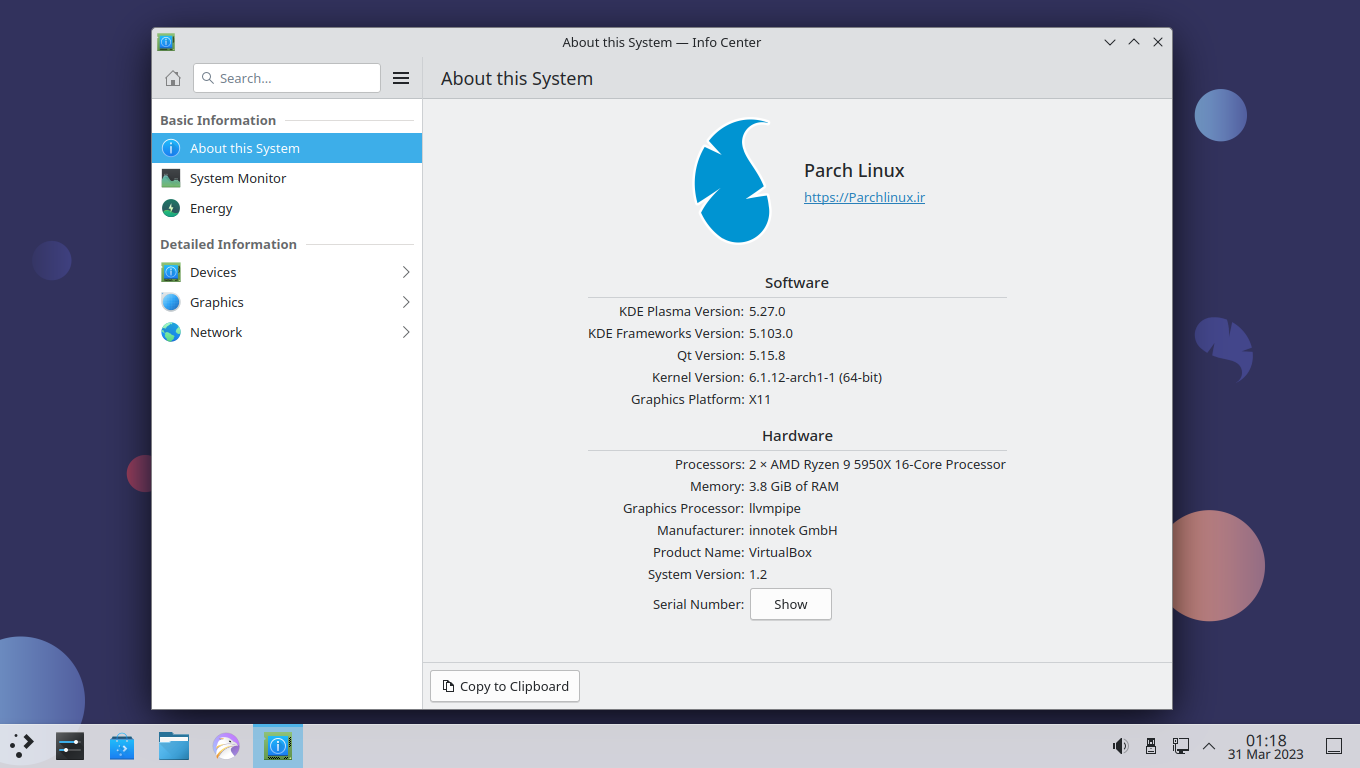 About this System — Info Center
Search...
About this System
Basic Information
About this System
System Monitor
Energy
Detailed Information
Devices
Graphics
Network
Parch Linux
https://Parchlinux.ir
Software
KDE Plasma Version: 5.27.0
KDE Frameworks Version: 5.103.0
Qt Version: 5.15.8
Kernel Version: 6.1.12-arch1-1 (64-bit)
Graphics Platform: X11
Hardware
Processors: 2 × AMD Ryzen 9 5950X 16-Core Processor
Memory: 3.8 GiB of RAM
Graphics Processor: llvmpipe
Manufacturer: innotek GmbH
Product Name: VirtualBox
System Version: 1.2
Serial Number: Show
Copy to Clipboard
01:18
31 Mar 2023